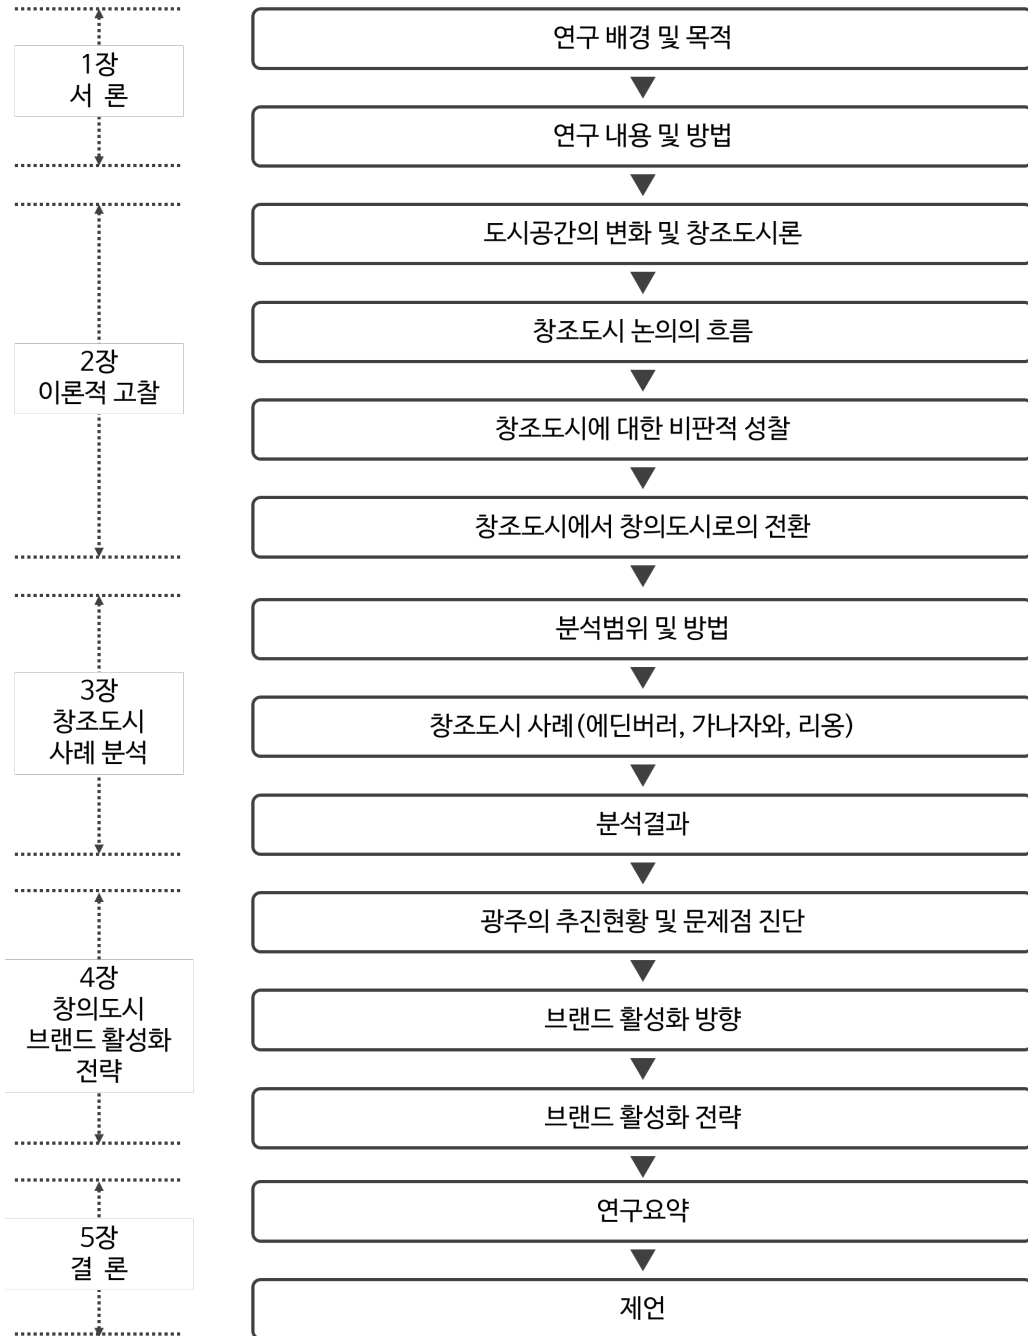 1장
서 론
연구 배경 및 목적
연구 내용 및 방법
2장
이론적 고찰
도시공간의 변화 및 창조도시론
창조도시 논의의 흐름
창조도시에 대한 비판적 성찰
창조도시에서 창의도시로의 전환
3장
창조도시
사례 분석
분석범위 및 방법
창조도시 사례(에딘버러, 가나자와, 리옹)
분석결과
4장
창의도시
브랜드 활성화
전략
광주의 추진현황 및 문제점 진단
브랜드 활성화 방향
브랜드 활성화 전략
5장
결 론
연구요약
제언